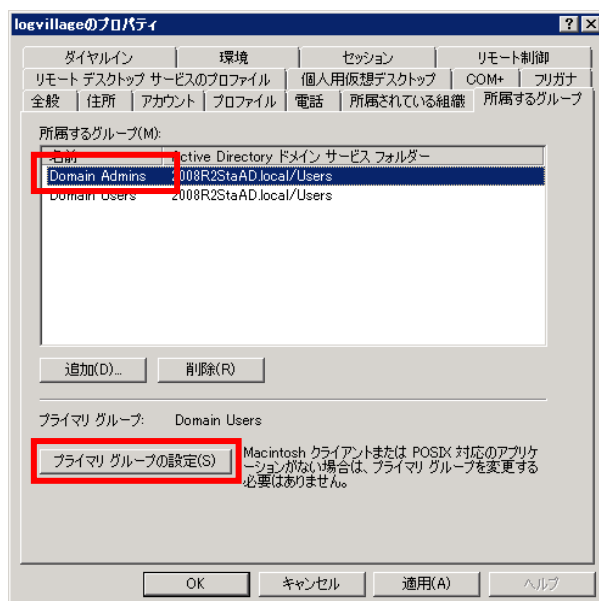 logvillageのプロパティ
ダイヤルイン 環境 セッション リモート制御
リモート デスクトップ サービスのプロファイル 個人用仮想デスクトップ COM+ フリガナ
全般 住所 アカウント プロファイル 電話 所属されている組織 所属するグループ
所属するグループ(M):
名前 Active Directory ドメイン サービス フォルダー
Domain Admins 2008R2StaAD.local/Users
Domain Users 2008R2StaAD.local/Users
追加(D)... 削除(R)
プライマリ グループ: Domain Users
プライマリ グループの設定(S)
Macintosh クライアントまたは POSIX 対応のアプリケ
ーションがない場合は、プライマリ グループを変更する
必要はありません。
OK キャンセル 適用(A) ヘルプ